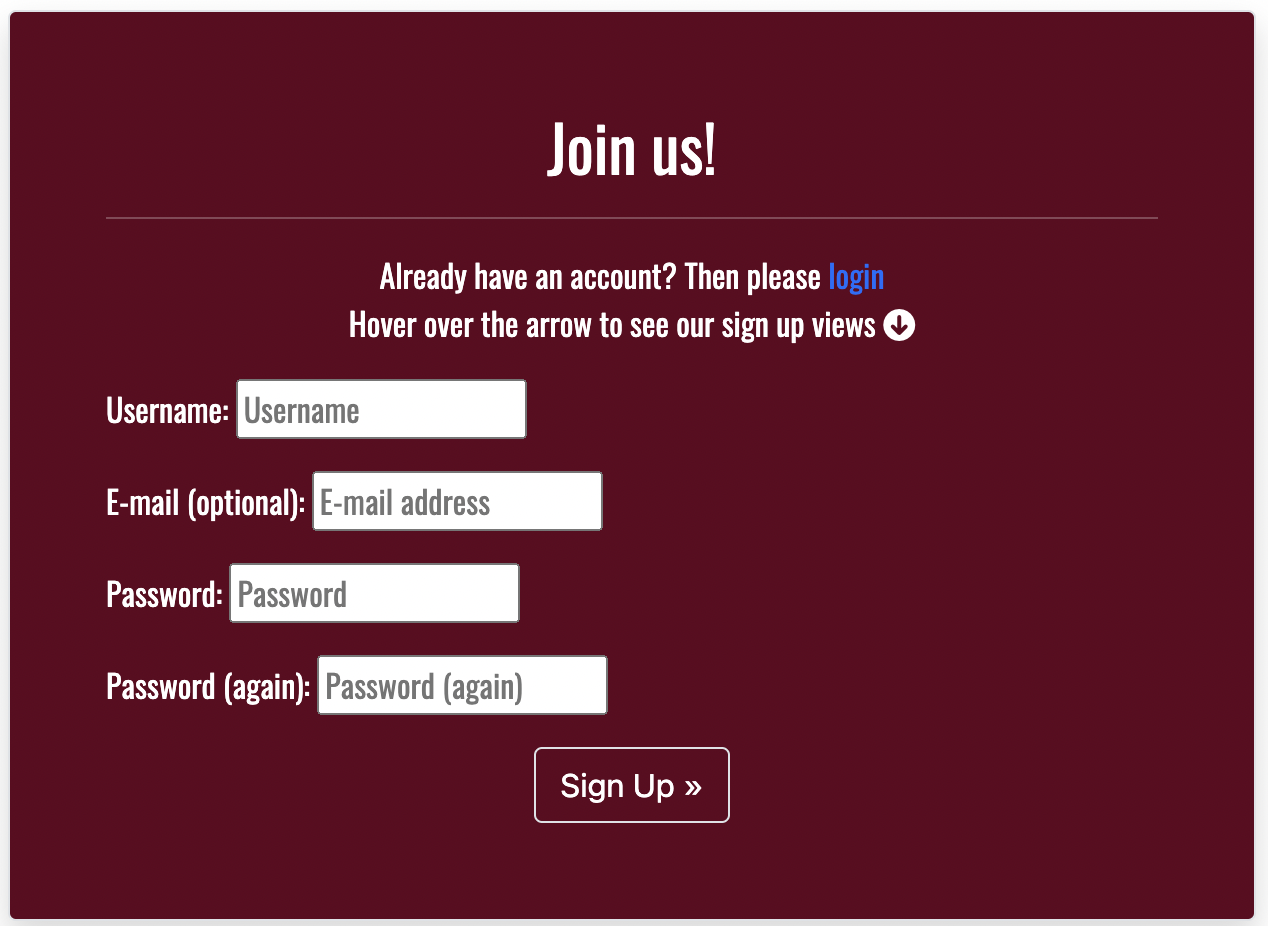 Join us!
Already have an account? Then please login
Hover over the arrow to see our sign up views
Username: Username
E-mail (optional): E-mail address
Password: Password
Password (again): Password (again)
Sign Up »